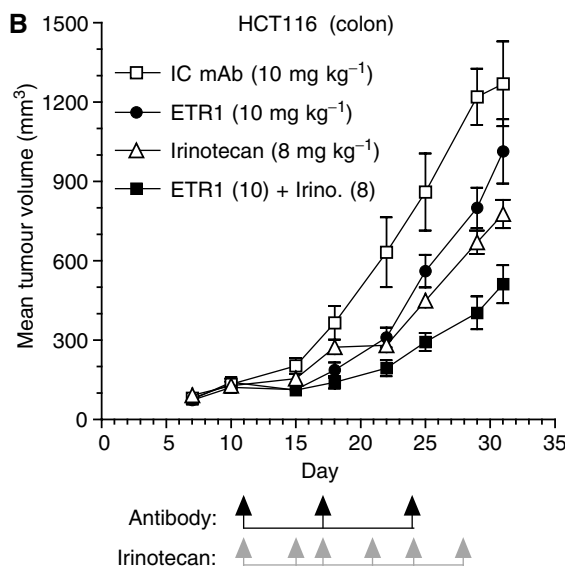 B
HCT116 (colon)
IC mAb (10 mg kg⁻¹)
ETR1 (10 mg kg⁻¹)
Irinotecan (8 mg kg⁻¹)
ETR1 (10) + Irino. (8)
Mean tumour volume (mm³)
1500
1200
900
600
300
0
0 5 10 15 20 25 30 35
Day
Antibody:
Irinotecan: